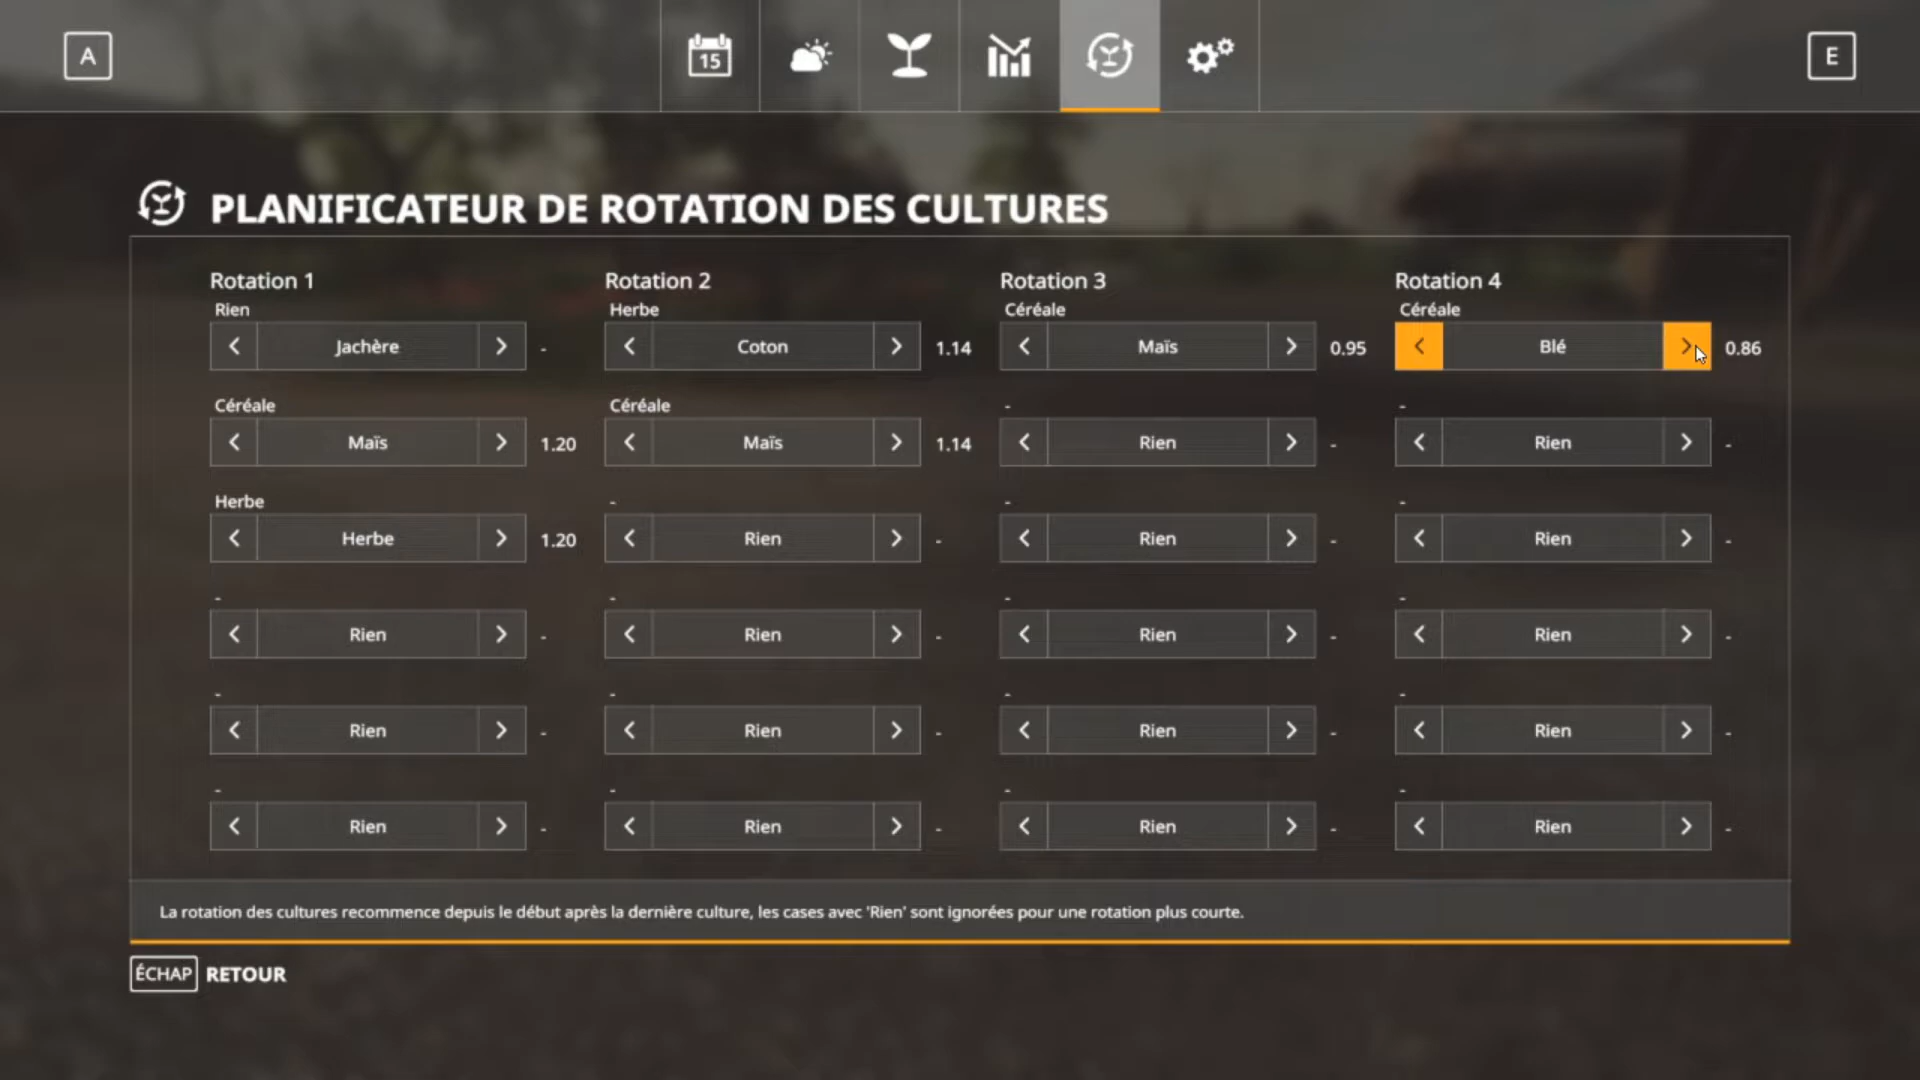 A
15
E
PLANIFICATEUR DE ROTATION DES CULTURES
Rotation 1 Rotation 2 Rotation 3 Rotation 4
Rien Herbe Céréale Céréale
Jachère - Coton 1.14 Maïs 0.95 Blé 0.86
Céréale Céréale - -
Maïs 1.20 Maïs 1.14 Rien - Rien -
Herbe - - -
Herbe 1.20 Rien - Rien - Rien -
- - - -
Rien - Rien - Rien - Rien -
- - - -
Rien - Rien - Rien - Rien -
- - - -
Rien - Rien - Rien - Rien -
La rotation des cultures recommence depuis le début après la dernière culture, les cases avec 'Rien' sont ignorées pour une rotation plus courte.
ÉCHAP RETOUR